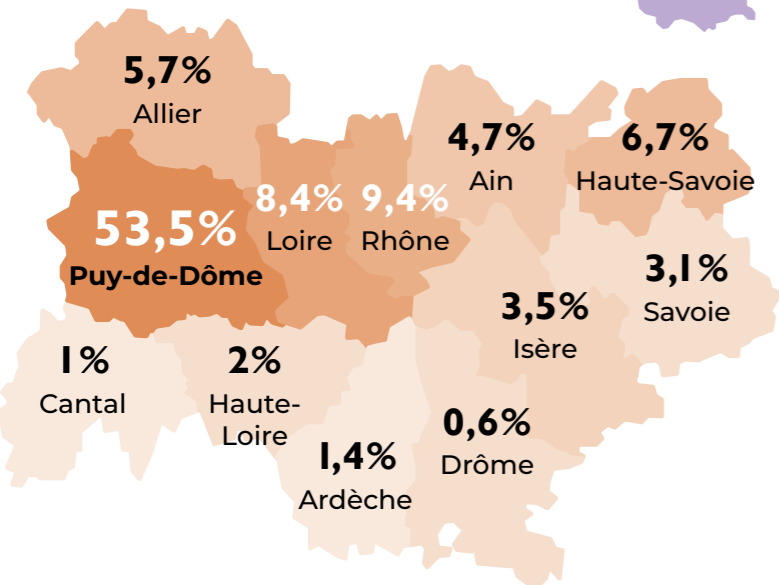 5,7%
Allier
4,7%
Ain
6,7%
Haute-Savoie
53,5%
Puy-de-Dôme
8,4%
Loire
9,4%
Rhône
3,1%
Savoie
3,5%
Isère
1%
Cantal
2%
Haute-
Loire
1,4%
Ardèche
0,6%
Drôme